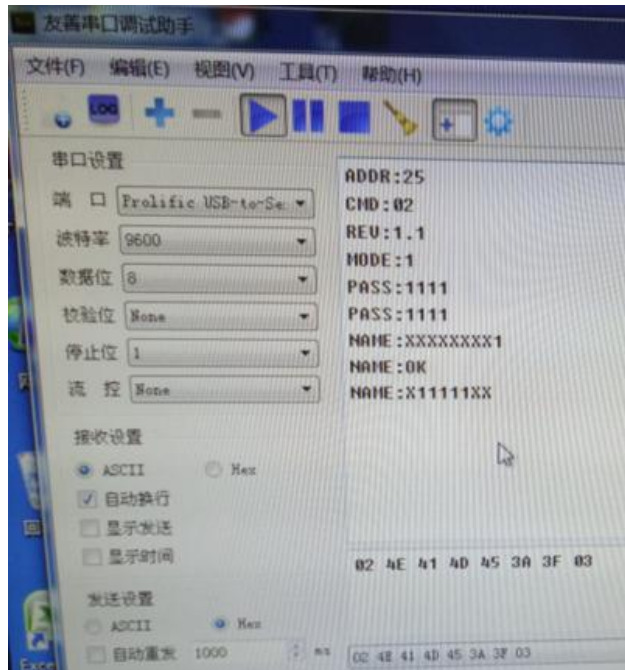 友善串口调试助手
文件(F) 编辑(E) 视图(V) 工具(T) 帮助(H)
LOG
串口设置
端 口 Prolific USB-to-Se
波特率 9600
数据位 8
校验位 None
停止位 1
流 控 None
接收设置
ASCII Hex
自动换行
显示发送
显示时间
发送设置
ASCII Hex
自动重发 1000 ms
ADDR:25
CMD:02
REV:1.1
MODE:1
PASS:1111
PASS:1111
NAME:XXXXXXXX1
NAME:OK
NAME:X11111XX
02 4E 41 4D 45 3A 3F 03
02 4E 41 4D 45 3A 3F 03
Excel